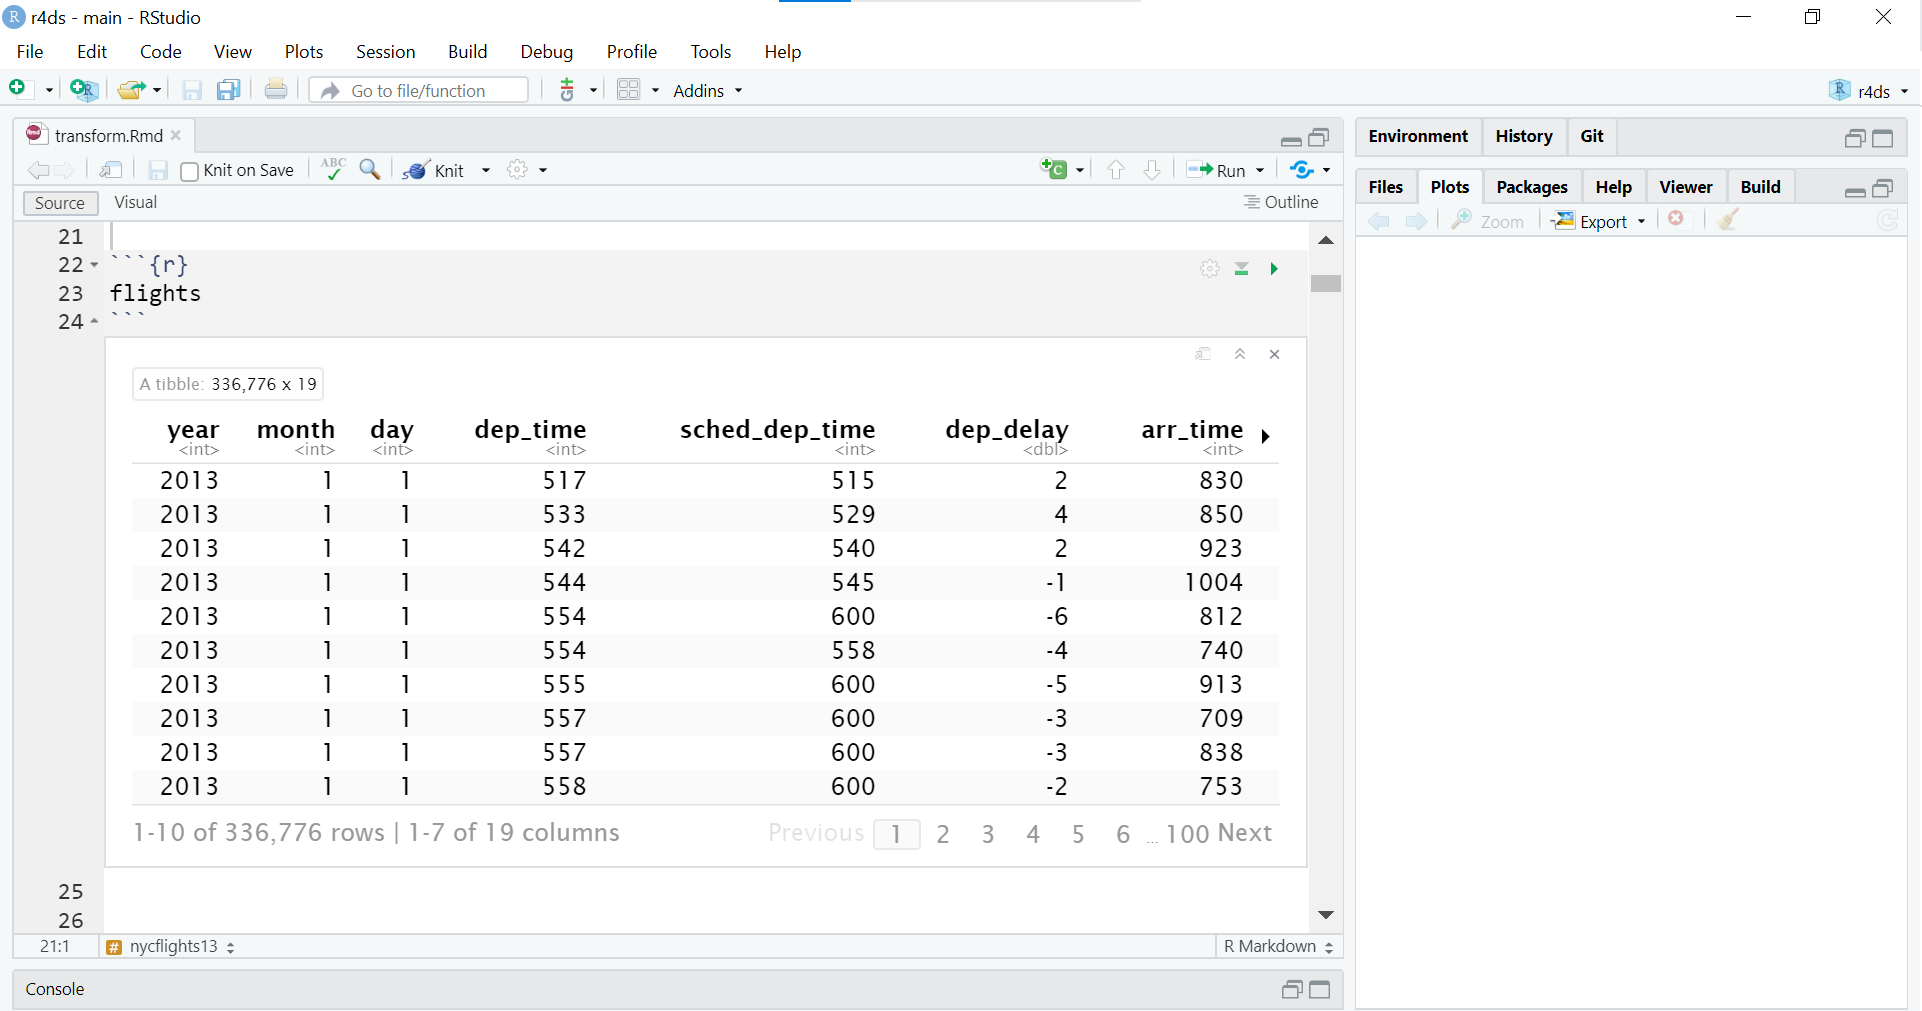 r4ds - main - RStudio
File Edit Code View Plots Session Build Debug Profile Tools Help
Go to file/function Addins r4ds
transform.Rmd
Knit on Save ABC Knit Run
Source Visual Outline
21
22 ```{r}
23 flights
24 ```
A tibble: 336,776 x 19
year month day dep_time sched_dep_time dep_delay arr_time
<int> <int> <int> <int> <int> <dbl> <int>
2013 1 1 517 515 2 830
2013 1 1 533 529 4 850
2013 1 1 542 540 2 923
2013 1 1 544 545 -1 1004
2013 1 1 554 600 -6 812
2013 1 1 554 558 -4 740
2013 1 1 555 600 -5 913
2013 1 1 557 600 -3 709
2013 1 1 557 600 -3 838
2013 1 1 558 600 -2 753
1-10 of 336,776 rows | 1-7 of 19 columns Previous 1 2 3 4 5 6 ... 100 Next
25
26
21:1 # nycflights13 R Markdown
Console
Environment History Git
Files Plots Packages Help Viewer Build
Zoom Export